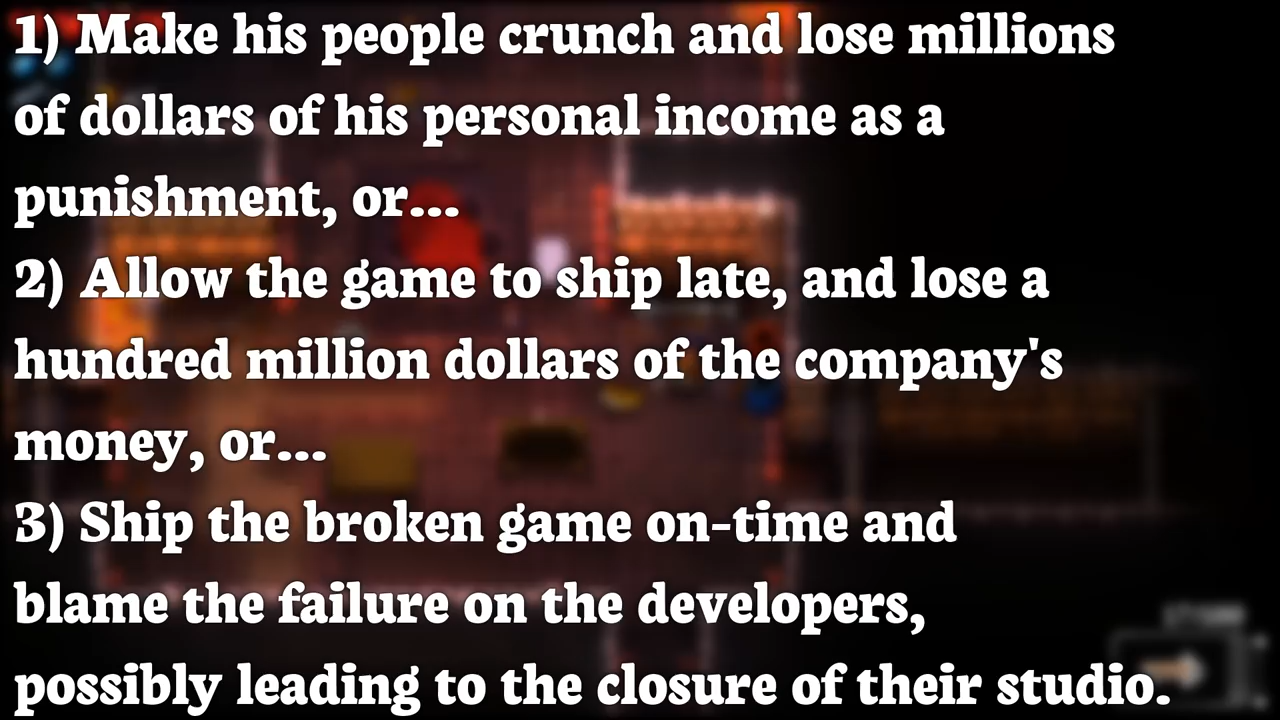 1) Make his people crunch and lose millions
of dollars of his personal income as a
punishment, or...
2) Allow the game to ship late, and lose a
hundred million dollars of the company's
money, or...
3) Ship the broken game on-time and
blame the failure on the developers,
possibly leading to the closure of their studio.